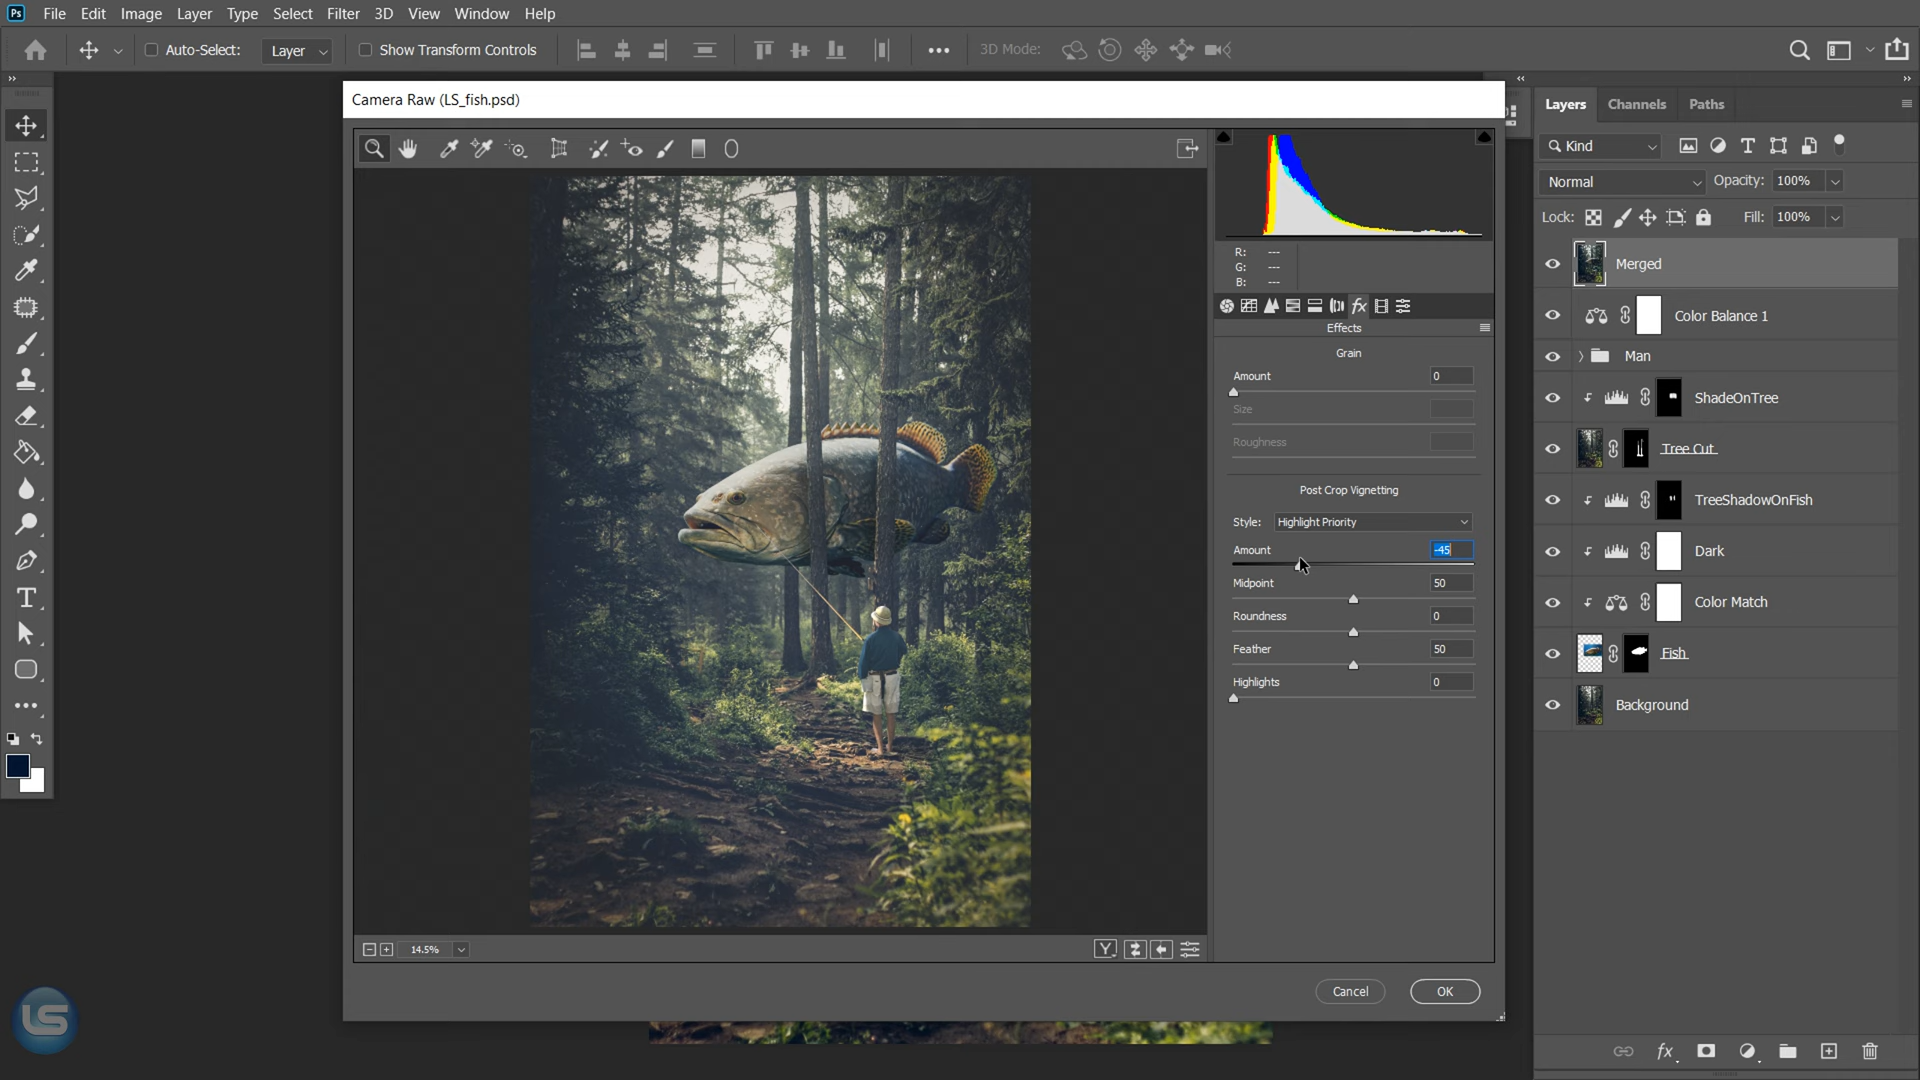 Ps File Edit Image Layer Type Select Filter 3D View Window Help
Auto-Select: Layer Show Transform Controls 3D Mode:
Camera Raw (LS_fish.psd)
R: ---
G: ---
B: ---
Effects
Grain
Amount 0
Size
Roughness
Post Crop Vignetting
Style: Highlight Priority
Amount -45
Midpoint 50
Roundness 0
Feather 50
Highlights 0
14.5%
Y
Cancel OK
Layers Channels Paths
Kind
Normal Opacity: 100%
Lock: Fill: 100%
Merged
Color Balance 1
Man
ShadeOnTree
Tree Cut
TreeShadowOnFish
Dark
Color Match
Fish
Background
fx
LS